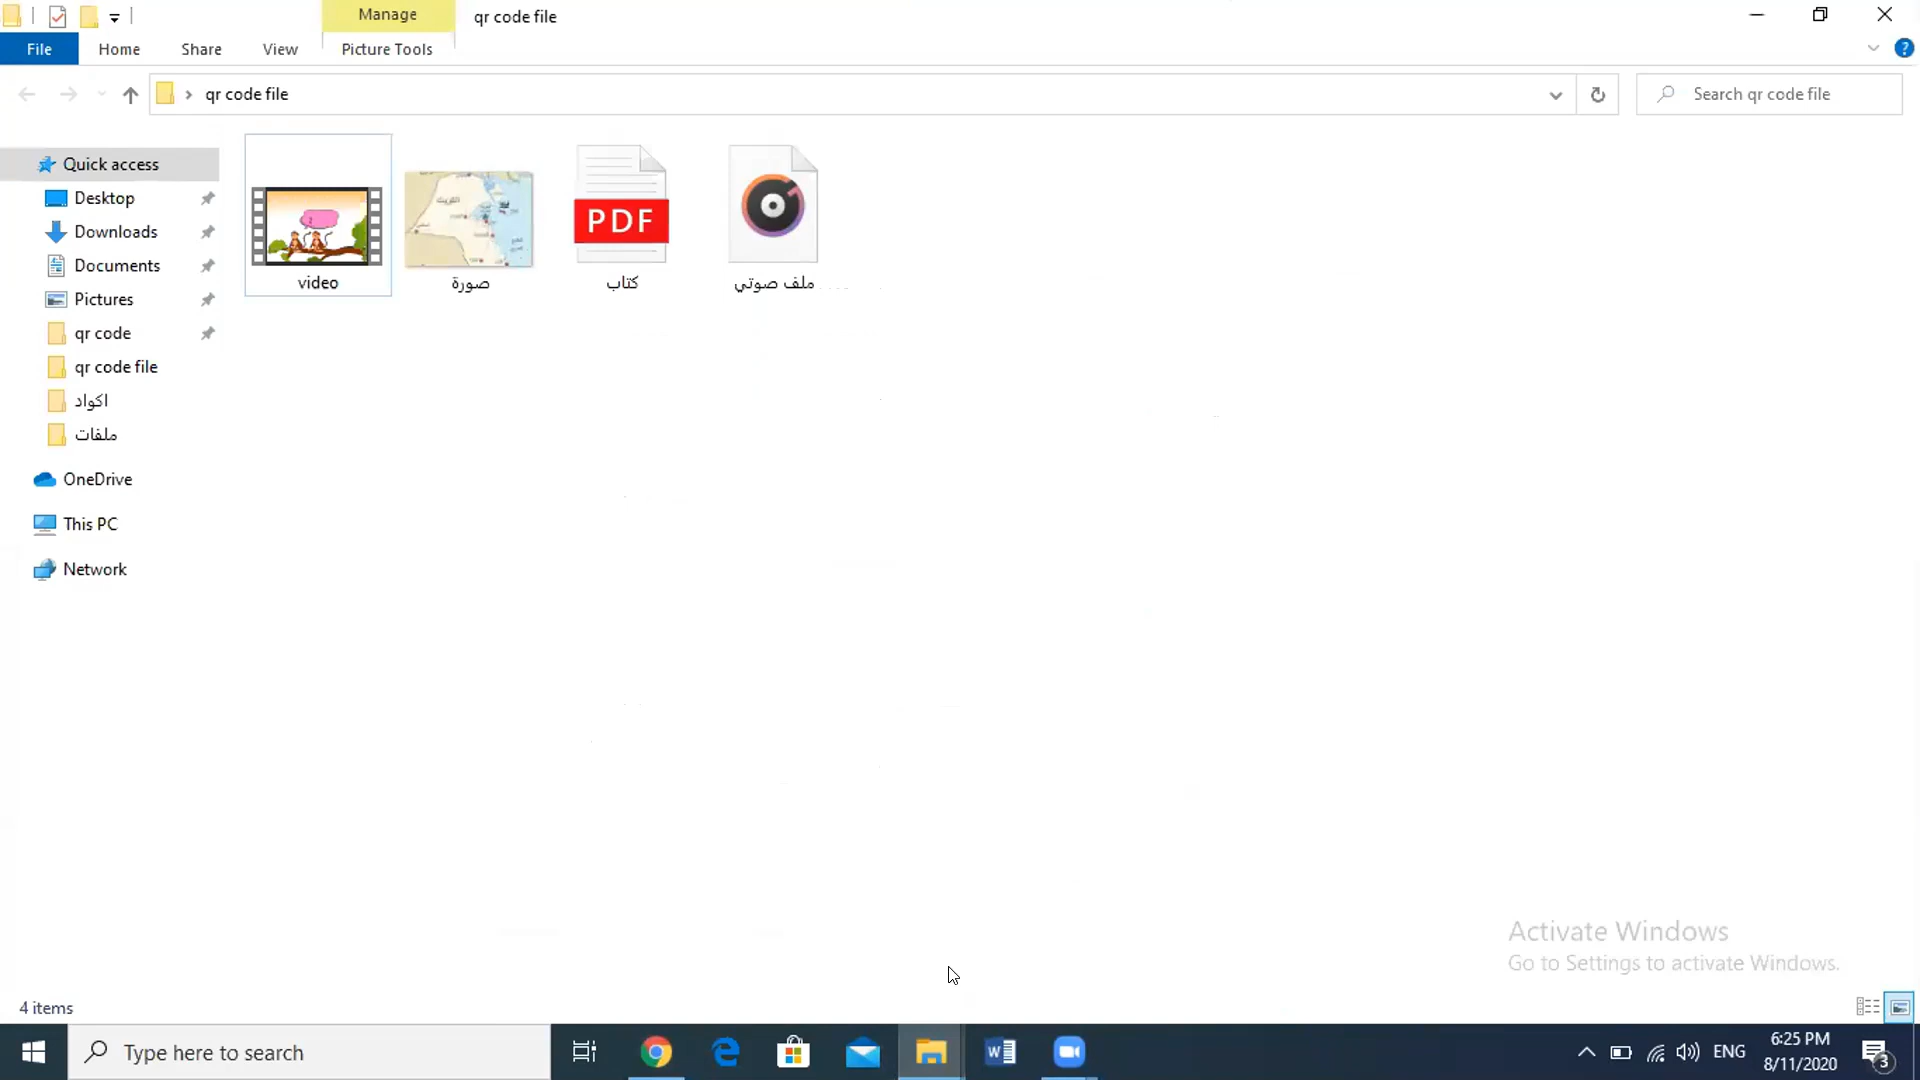 Manage
qr code file
File
Home
Share
View
Picture Tools
qr code file
Search qr code file
Quick access
Desktop
Downloads
Documents
Pictures
qr code
qr code file
اكواد
ملفات
OneDrive
This PC
Network
video
صورة
PDF
كتاب
ملف صوتي
Activate Windows
Go to Settings to activate Windows.
4 items
Type here to search
ENG
6:25 PM
8/11/2020
3